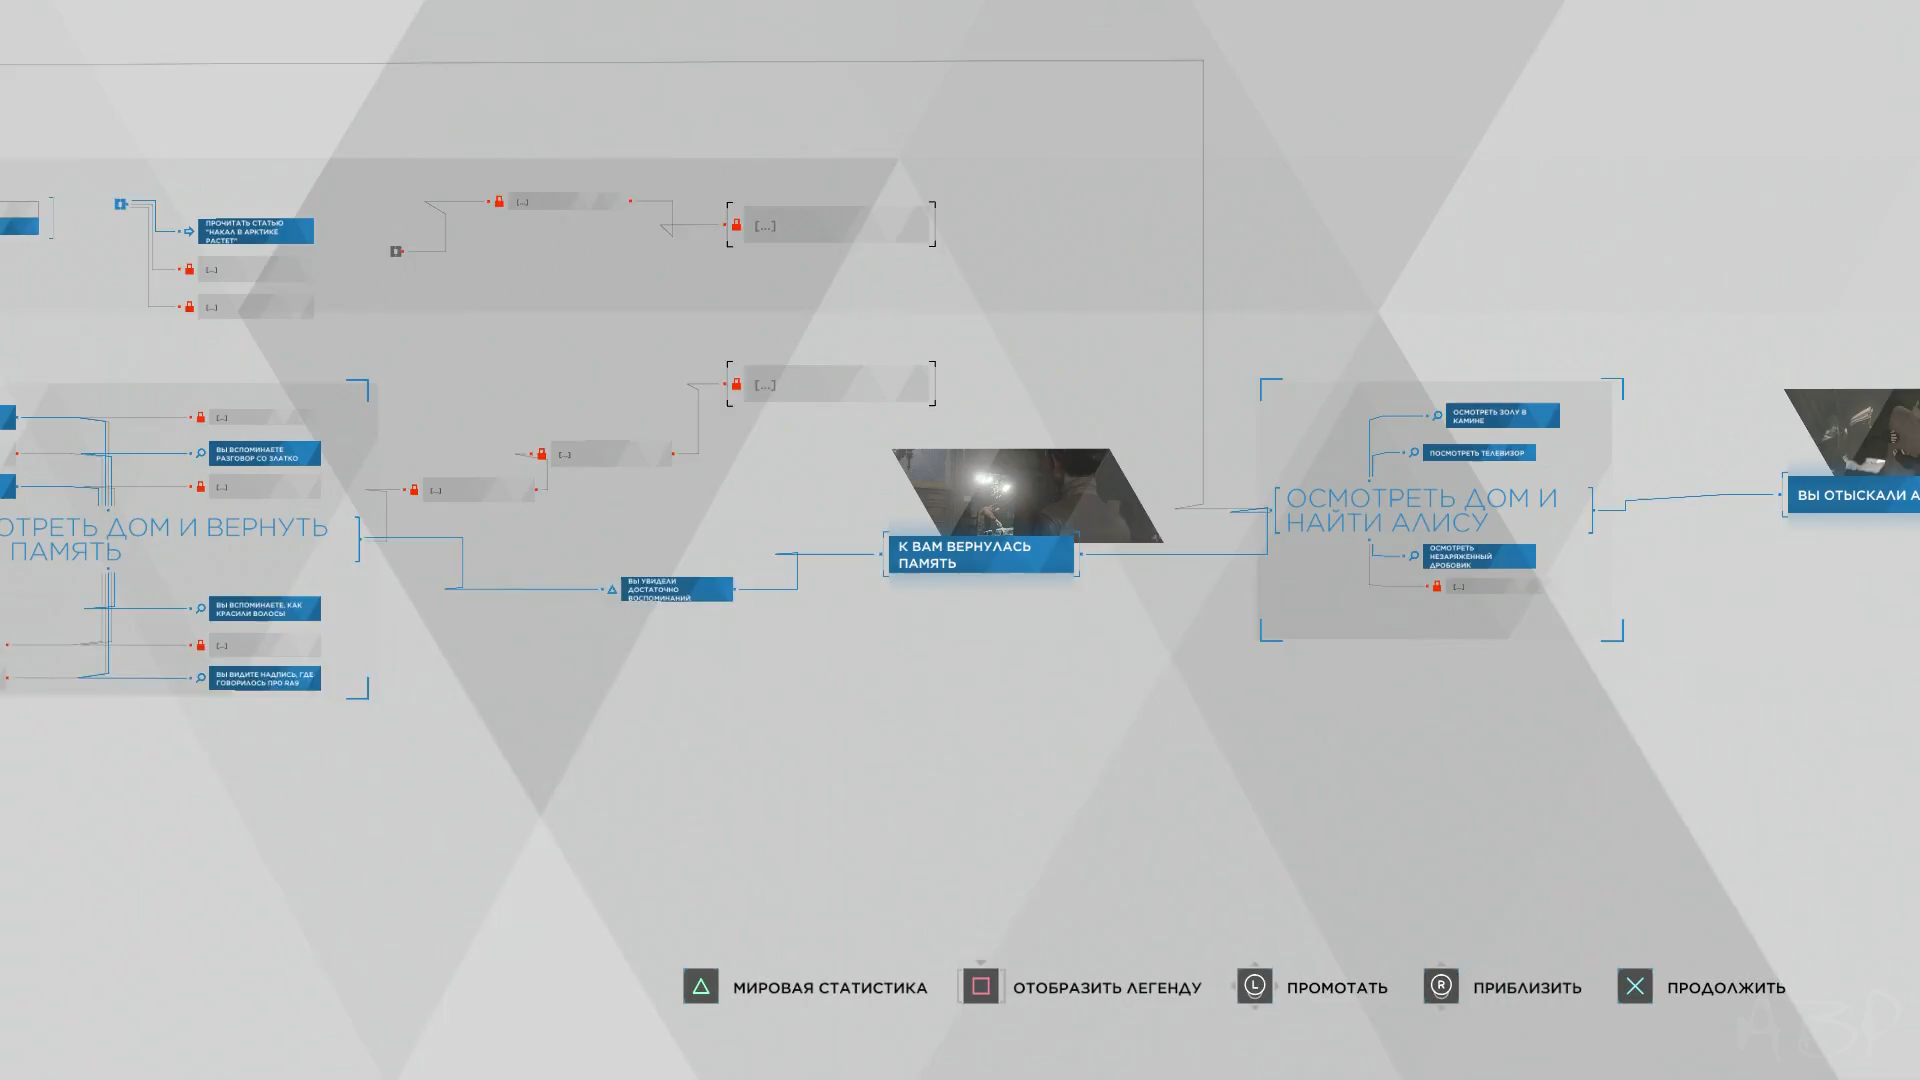 ПРОЧИТАТЬ СТАТЬЮ
"НАКАЛ В АРКТИКЕ
РАСТЕТ"
[...]
[...]
[...]
[...]
[...]
[...]
[...]
[...]
ВЫ ВСПОМИНАЕТЕ
РАЗГОВОР СО ЗЛАТКО
[...]
ОТРЕТЬ ДОМ И ВЕРНУТЬ
ПАМЯТЬ
ВЫ ВСПОМИНАЕТЕ, КАК
КРАСИЛИ ВОЛОСЫ
[...]
ВЫ ВИДИТЕ НАДПИСЬ, ГДЕ
ГОВОРИЛОСЬ ПРО RA9
ВЫ УВИДЕЛИ
ДОСТАТОЧНО
ВОСПОМИНАНИЙ
К ВАМ ВЕРНУЛАСЬ
ПАМЯТЬ
ОСМОТРЕТЬ ЗОЛУ В
КАМИНЕ
ПОСМОТРЕТЬ ТЕЛЕВИЗОР
ОСМОТРЕТЬ ДОМ И
НАЙТИ АЛИСУ
ОСМОТРЕТЬ
НЕЗАРЯЖЕННЫЙ
ДРОБОВИК
[...]
ВЫ ОТЫСКАЛИ А
МИРОВАЯ СТАТИСТИКА
ОТОБРАЗИТЬ ЛЕГЕНДУ
L
ПРОМОТАТЬ
R
ПРИБЛИЗИТЬ
ПРОДОЛЖИТЬ